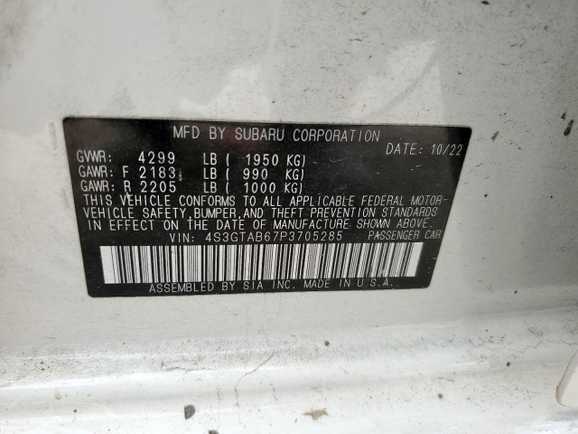 MFD BY SUBARU CORPORATION
DATE: 10/22
GVWR: 4299 LB ( 1950 KG)
GAWR: F 2183 LB ( 990 KG)
GAWR: R 2205 LB ( 1000 KG)
THIS VEHICLE CONFORMS TO ALL APPLICABLE FEDERAL MOTOR-
VEHICLE SAFETY, BUMPER, AND THEFT PREVENTION STANDARDS
IN EFFECT ON THE DATE OF MANUFACTURE SHOWN ABOVE.
VIN: 4S3GTAB67P3705285 PASSENGER CAR
ASSEMBLED BY SIA INC. MADE IN U.S.A.